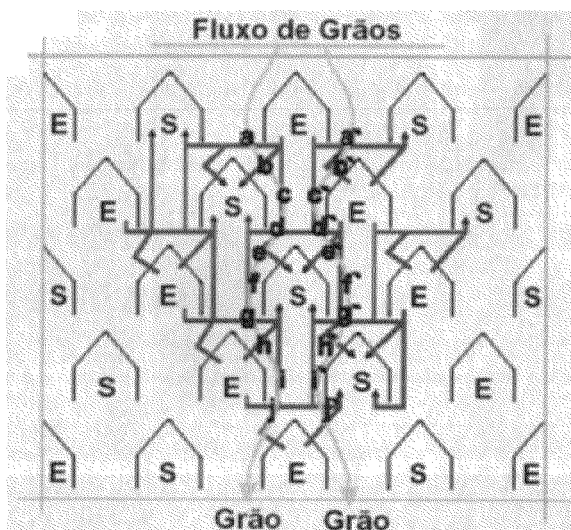 Fluxo de Grãos
E S E S E
a a`
b b`
E S E S
c c`
d d`
e e`
S E S E S
f f`
g g`
h h`
S E S
i i`
j j`
E S E S E
Grão Grão